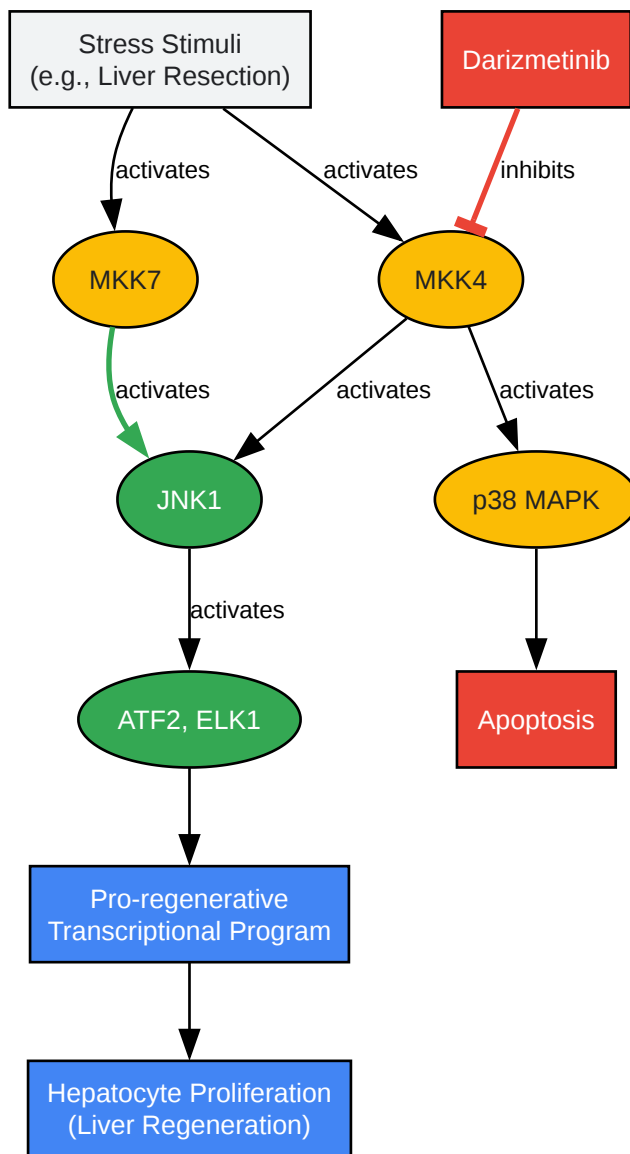 Stress Stimuli
(e.g., Liver Resection)
Darizmetinib
activates
activates
inhibits
MKK7
MKK4
activates
activates
activates
JNK1
p38 MAPK
activates
ATF2, ELK1
Apoptosis
Pro-regenerative
Transcriptional Program
Hepatocyte Proliferation
(Liver Regeneration)